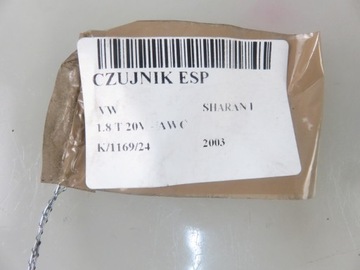 CZUJNIK ESP
VW SHARAN I
1.8 T 20V - AWC
K/1169/24 2003